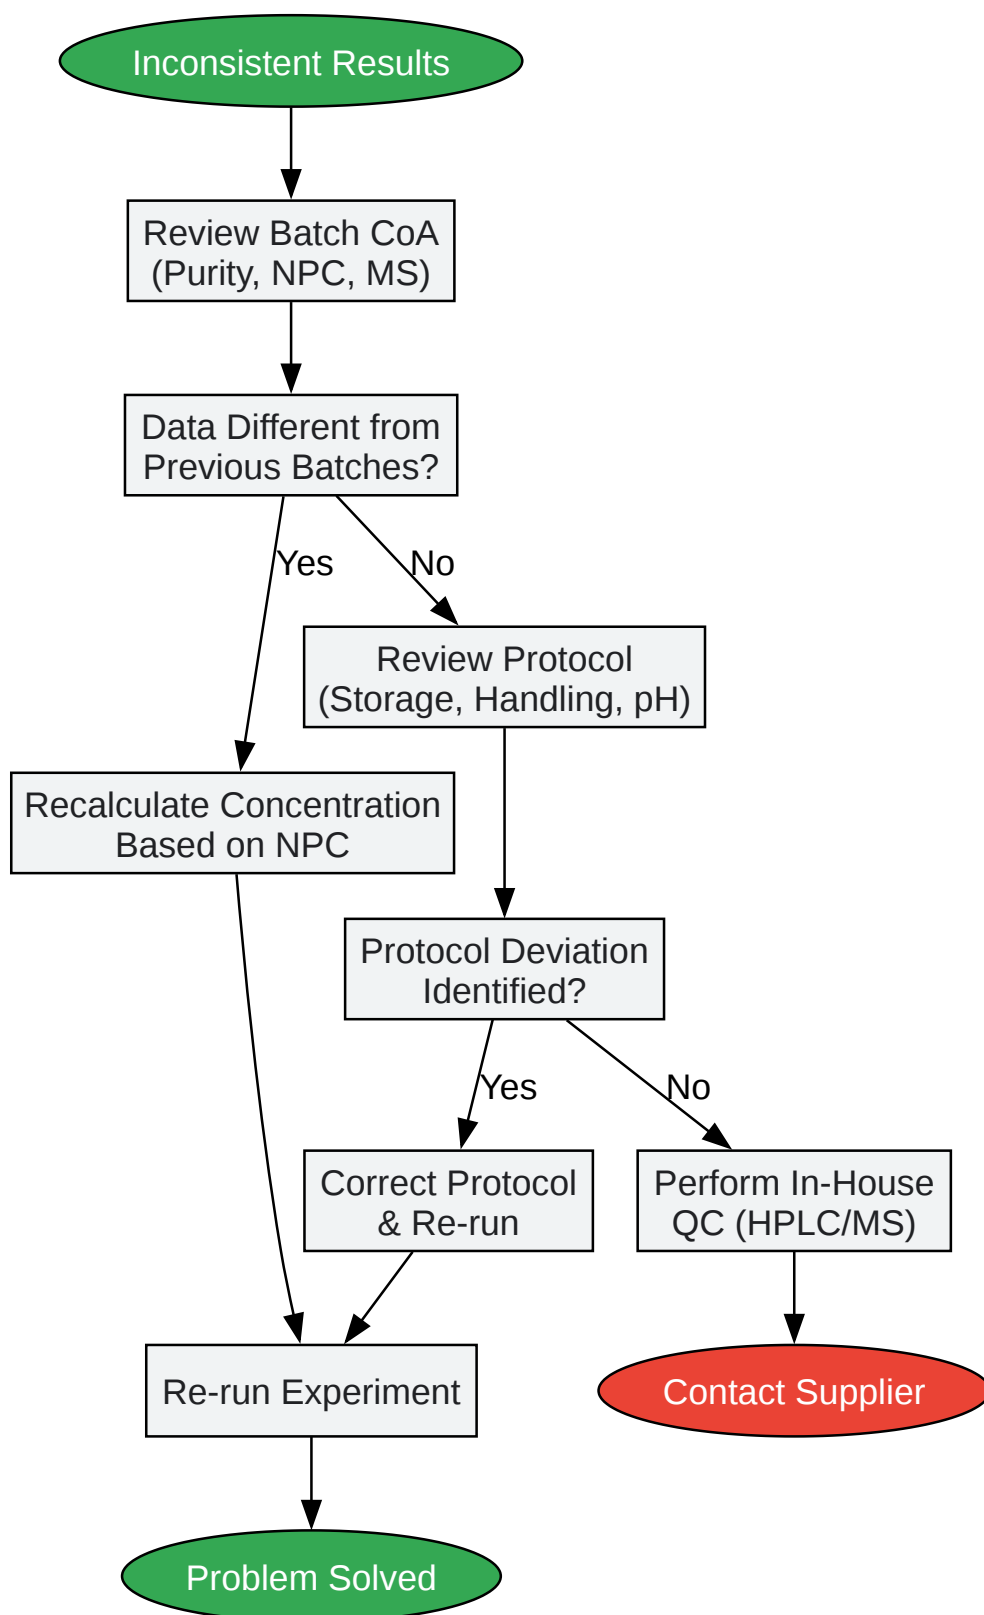 Inconsistent Results
Review Batch CoA
(Purity, NPC, MS)
Data Different from
Previous Batches?
Yes
No
Review Protocol
(Storage, Handling, pH)
Recalculate Concentration
Based on NPC
Protocol Deviation
Identified?
Yes
No
Correct Protocol
& Re-run
Perform In-House
QC (HPLC/MS)
Re-run Experiment
Contact Supplier
Problem Solved